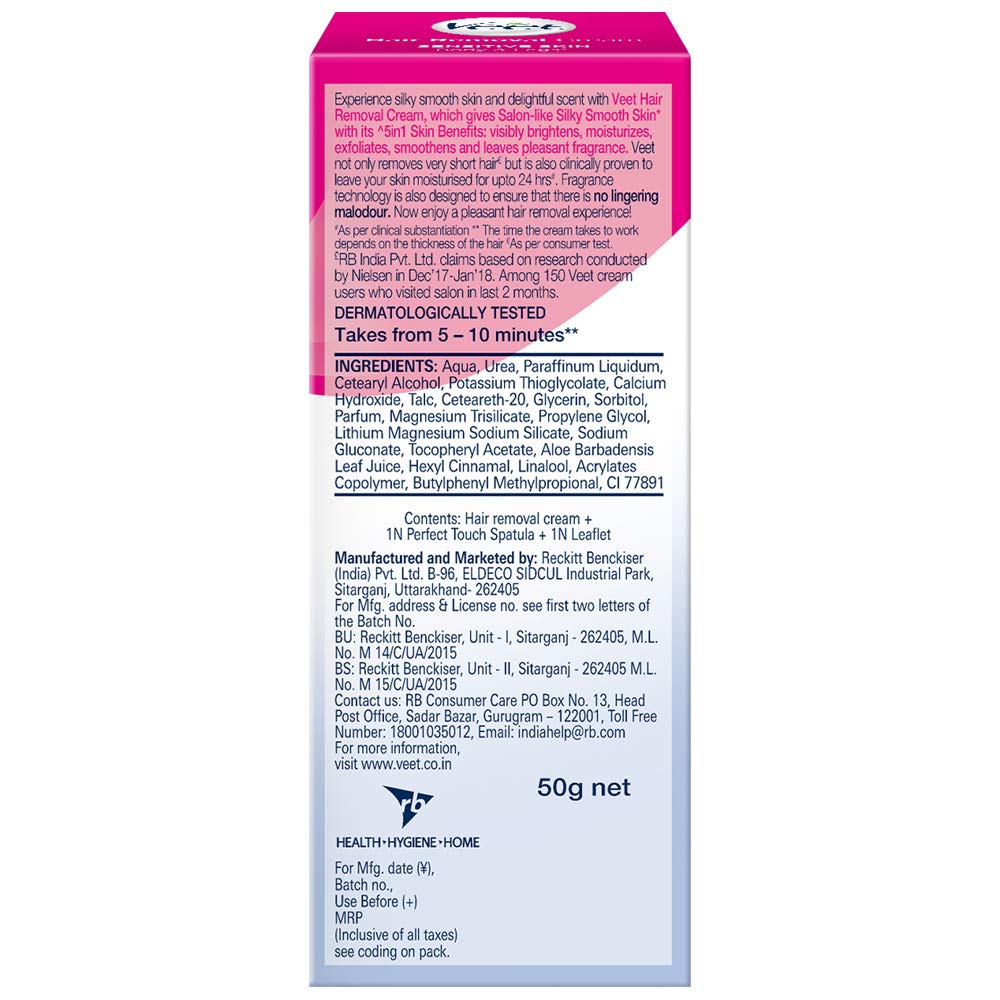 Veet
Hair Removal Cream
SENSITIVE SKIN
Experience silky smooth skin and delightful scent with Veet Hair
Removal Cream, which gives Salon-like Silky Smooth Skin*
with its ^5in1 Skin Benefits: visibly brightens, moisturizes,
exfoliates, smoothens and leaves pleasant fragrance. Veet
not only removes very short hair€ but is also clinically proven to
leave your skin moisturised for upto 24 hrs#. Fragrance
technology is also designed to ensure that there is no lingering
malodour. Now enjoy a pleasant hair removal experience!
#As per clinical substantiation ** The time the cream takes to work
depends on the thickness of the hair €As per consumer test.
£RB India Pvt. Ltd. claims based on research conducted
by Nielsen in Dec'17-Jan'18. Among 150 Veet cream
users who visited salon in last 2 months.
DERMATOLOGICALLY TESTED
Takes from 5 – 10 minutes**
INGREDIENTS: Aqua, Urea, Paraffinum Liquidum,
Cetearyl Alcohol, Potassium Thioglycolate, Calcium
Hydroxide, Talc, Ceteareth-20, Glycerin, Sorbitol,
Parfum, Magnesium Trisilicate, Propylene Glycol,
Lithium Magnesium Sodium Silicate, Sodium
Gluconate, Tocopheryl Acetate, Aloe Barbadensis
Leaf Juice, Hexyl Cinnamal, Linalool, Acrylates
Copolymer, Butylphenyl Methylpropional, CI 77891
Contents: Hair removal cream +
1N Perfect Touch Spatula + 1N Leaflet
Manufactured and Marketed by: Reckitt Benckiser
(India) Pvt. Ltd. B-96, ELDECO SIDCUL Industrial Park,
Sitarganj, Uttarakhand- 262405
For Mfg. address & License no. see first two letters of
the Batch No.
BU: Reckitt Benckiser, Unit - I, Sitarganj - 262405, M.L.
No. M 14/C/UA/2015
BS: Reckitt Benckiser, Unit - II, Sitarganj - 262405 M.L.
No. M 15/C/UA/2015
Contact us: RB Consumer Care PO Box No. 13, Head
Post Office, Sadar Bazar, Gurugram – 122001, Toll Free
Number: 18001035012, Email: indiahelp@rb.com
For more information,
visit www.veet.co.in
50g net
rb
HEALTH▸HYGIENE▸HOME
For Mfg. date (¥),
Batch no.,
Use Before (+)
MRP
(Inclusive of all taxes)
see coding on pack.